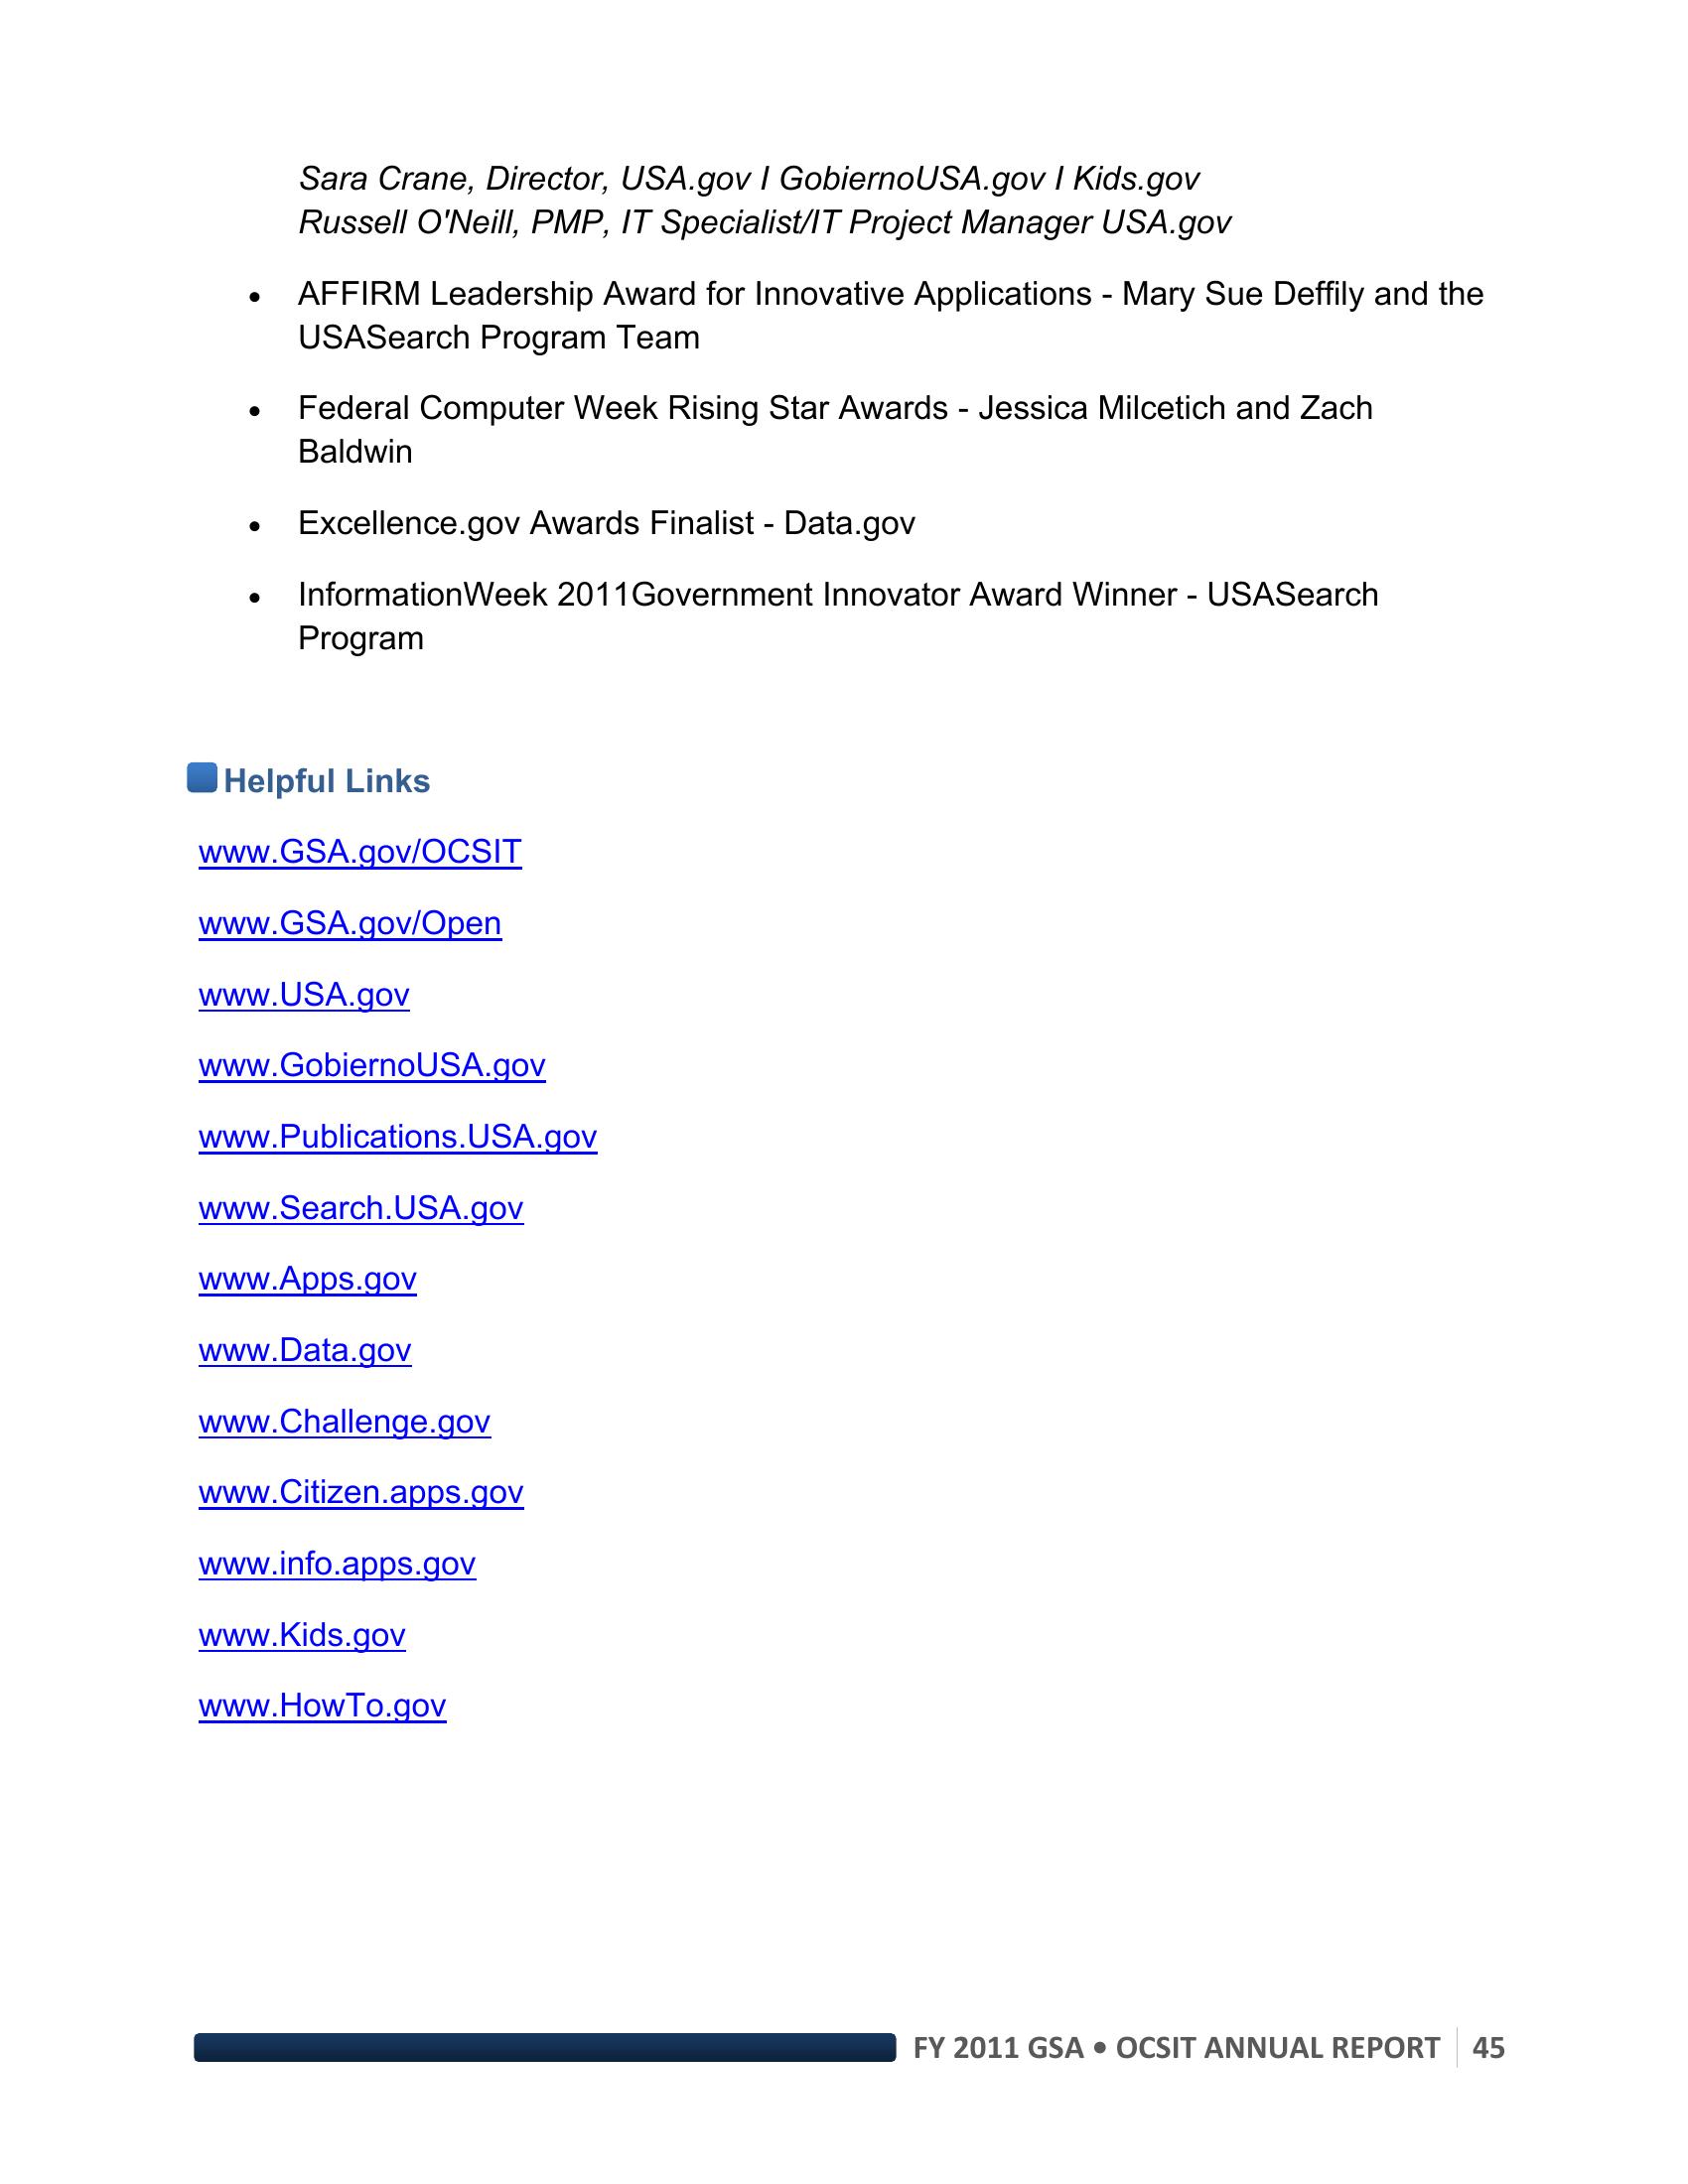 Sara Crane, Director, USA.gov I GobiernoUSA.gov I Kids.gov
Russell O'Neill, PMP, IT Specialist/IT Project Manager USA.gov
• AFFIRM Leadership Award for Innovative Applications - Mary Sue Deffily and the
USASearch Program Team
• Federal Computer Week Rising Star Awards - Jessica Milcetich and Zach
Baldwin
• Excellence.gov Awards Finalist - Data.gov
• InformationWeek 2011Government Innovator Award Winner - USASearch
Program
Helpful Links
www.GSA.gov/OCSIT
www.GSA.gov/Open
www.USA.gov
www.GobiernoUSA.gov
www.Publications.USA.gov
www.Search.USA.gov
www.Apps.gov
www.Data.gov
www.Challenge.gov
www.Citizen.apps.gov
www.info.apps.gov
www.Kids.gov
www.HowTo.gov
FY 2011 GSA • OCSIT ANNUAL REPORT 45